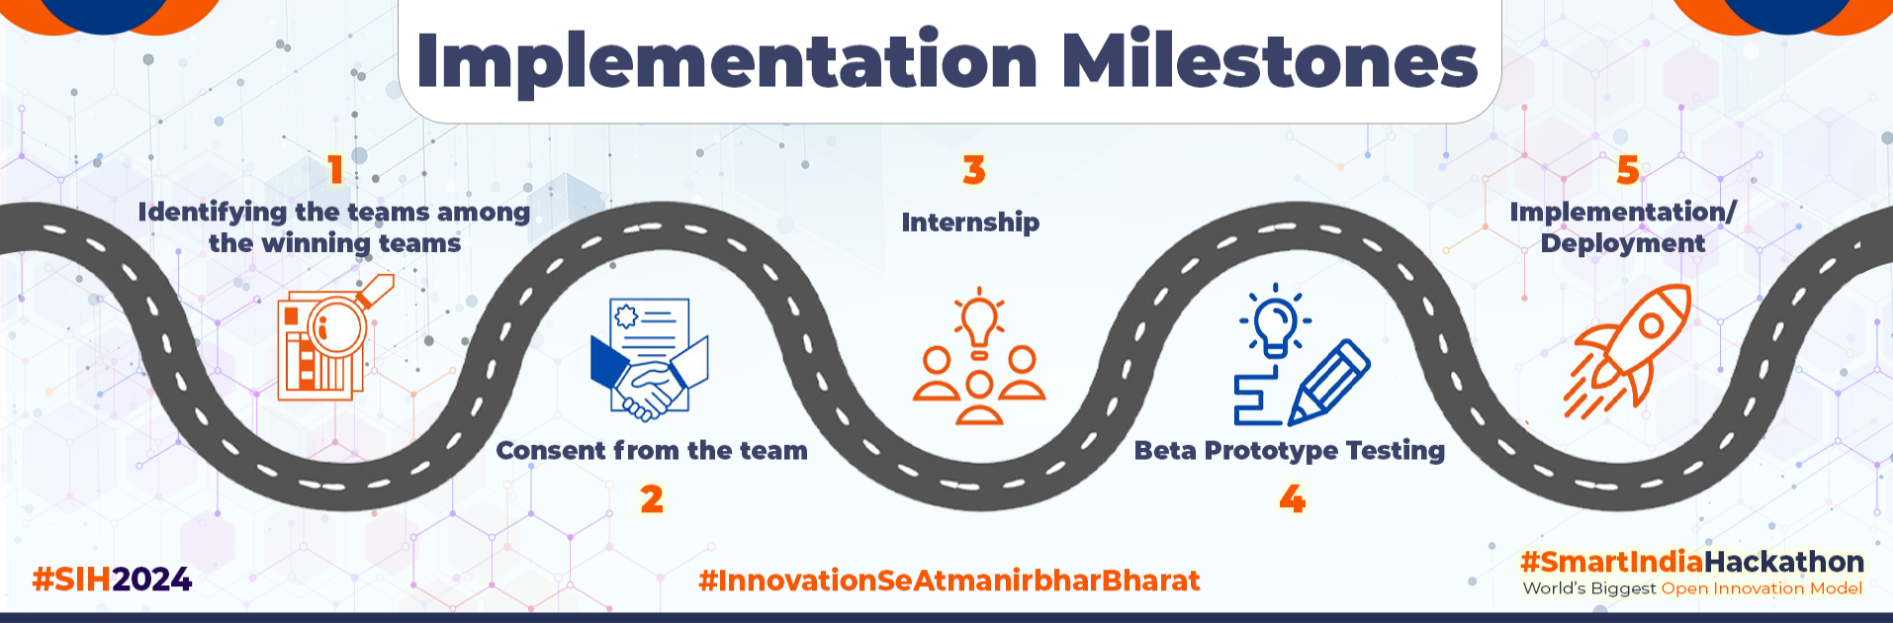 Implementation Milestones
1
Identifying the teams among
the winning teams
Consent from the team
2
3
Internship
Beta Prototype Testing
4
5
Implementation/
Deployment
#SIH2024
#InnovationSeAtmanirbharBharat
#SmartIndiaHackathon
World's Biggest Open Innovation Model